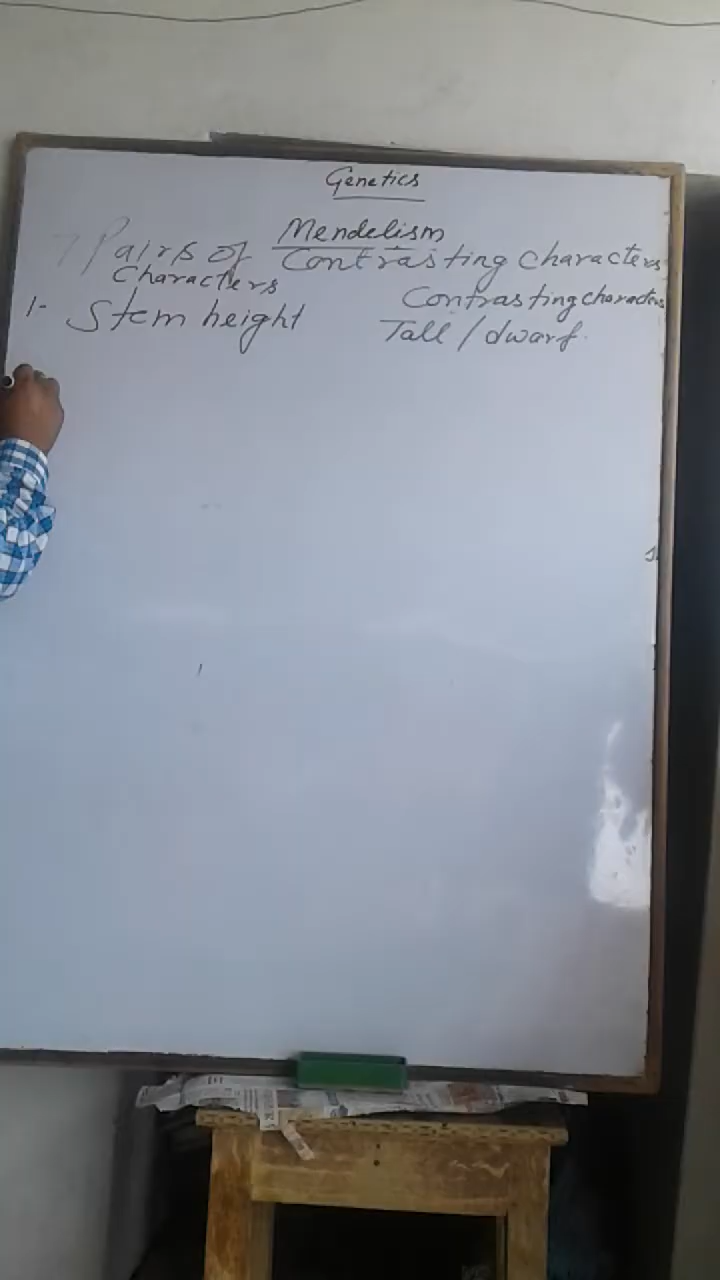 Genetics
Mendelism
7 Pairs of Contrasting characters
Characters Contrasting characters
1- Stem height Tall / dwarf.